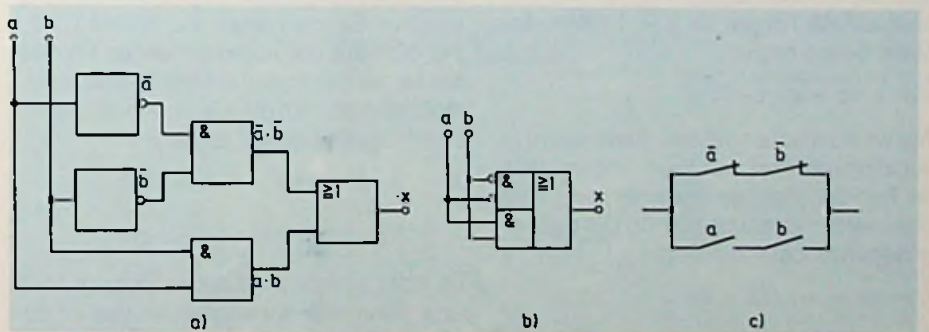 a b
ā
& ā·b̄
b̄
≧1 x
& a·b
a)
a b
& ≧1 x
&
b)
ā b̄
a b
c)